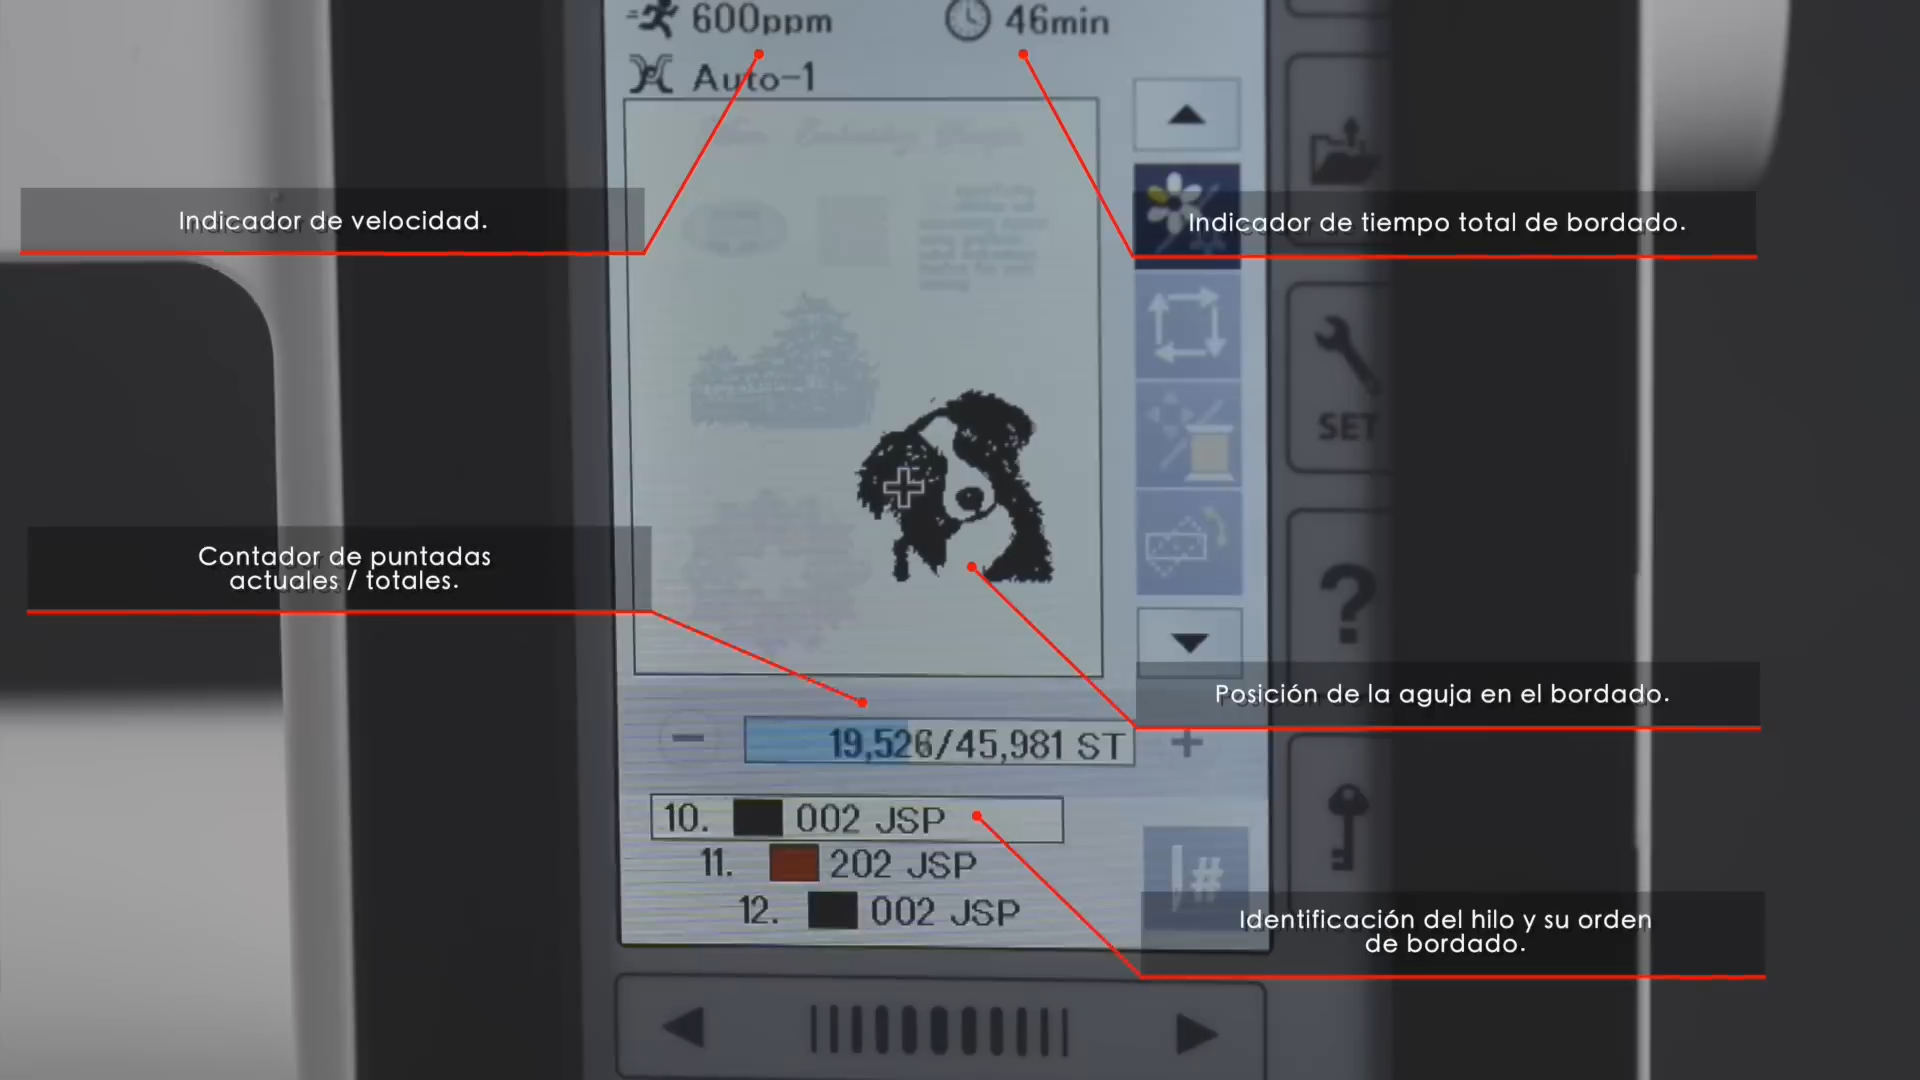 600ppm
46min
Auto-1
Indicador de velocidad.
Indicador de tiempo total de bordado.
SET
Contador de puntadas
actuales / totales.
?
Posición de la aguja en el bordado.
19,526/45,981 ST
10. 002 JSP
11. 202 JSP
12. 002 JSP
#
Identificación del hilo y su orden
de bordado.